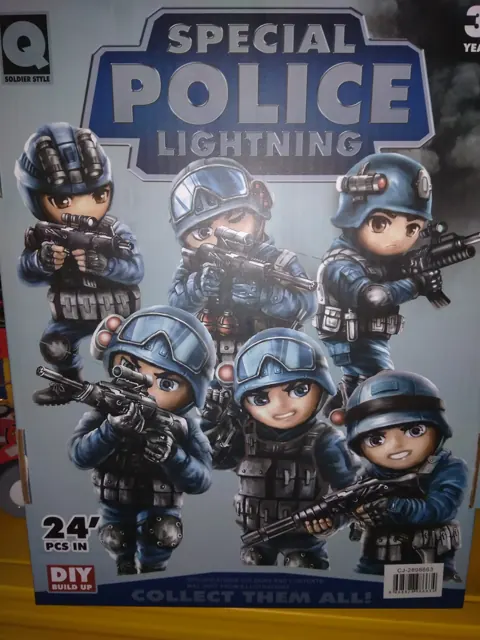 Q
SOLDIER STYLE
SPECIAL
POLICE
LIGHTNING
3
YEA
24'
PCS IN
DIY
BUILD UP
COLLECT THEM ALL!